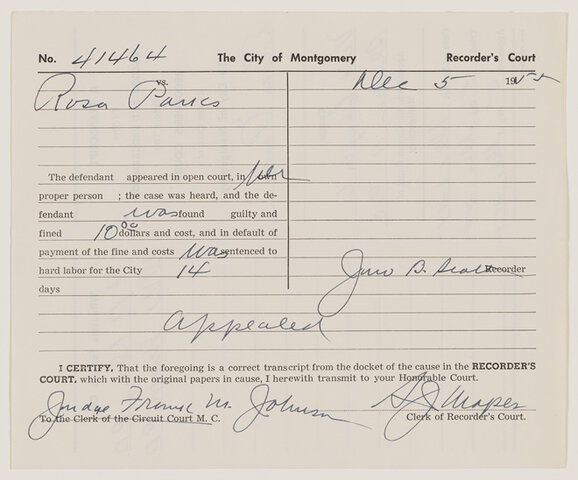 No. 41464 The City of Montgomery Recorder's Court
vs. Dec 5 1955
Rosa Parks
The defendant appeared in open court, in her own
proper person ; the case was heard, and the de-
fendant was found guilty and
fined 10 00 dollars and cost, and in default of
payment of the fine and costs was sentenced to
hard labor for the City 14
Jno B. Scott Recorder
days
Appealed
I CERTIFY, That the foregoing is a correct transcript from the docket of the cause in the RECORDER'S
COURT, which with the original papers in cause, I herewith transmit to your Honorable Court.
Judge Frank M. Johnson
To the Clerk of the Circuit Court M. C. Clerk of Recorder's Court.